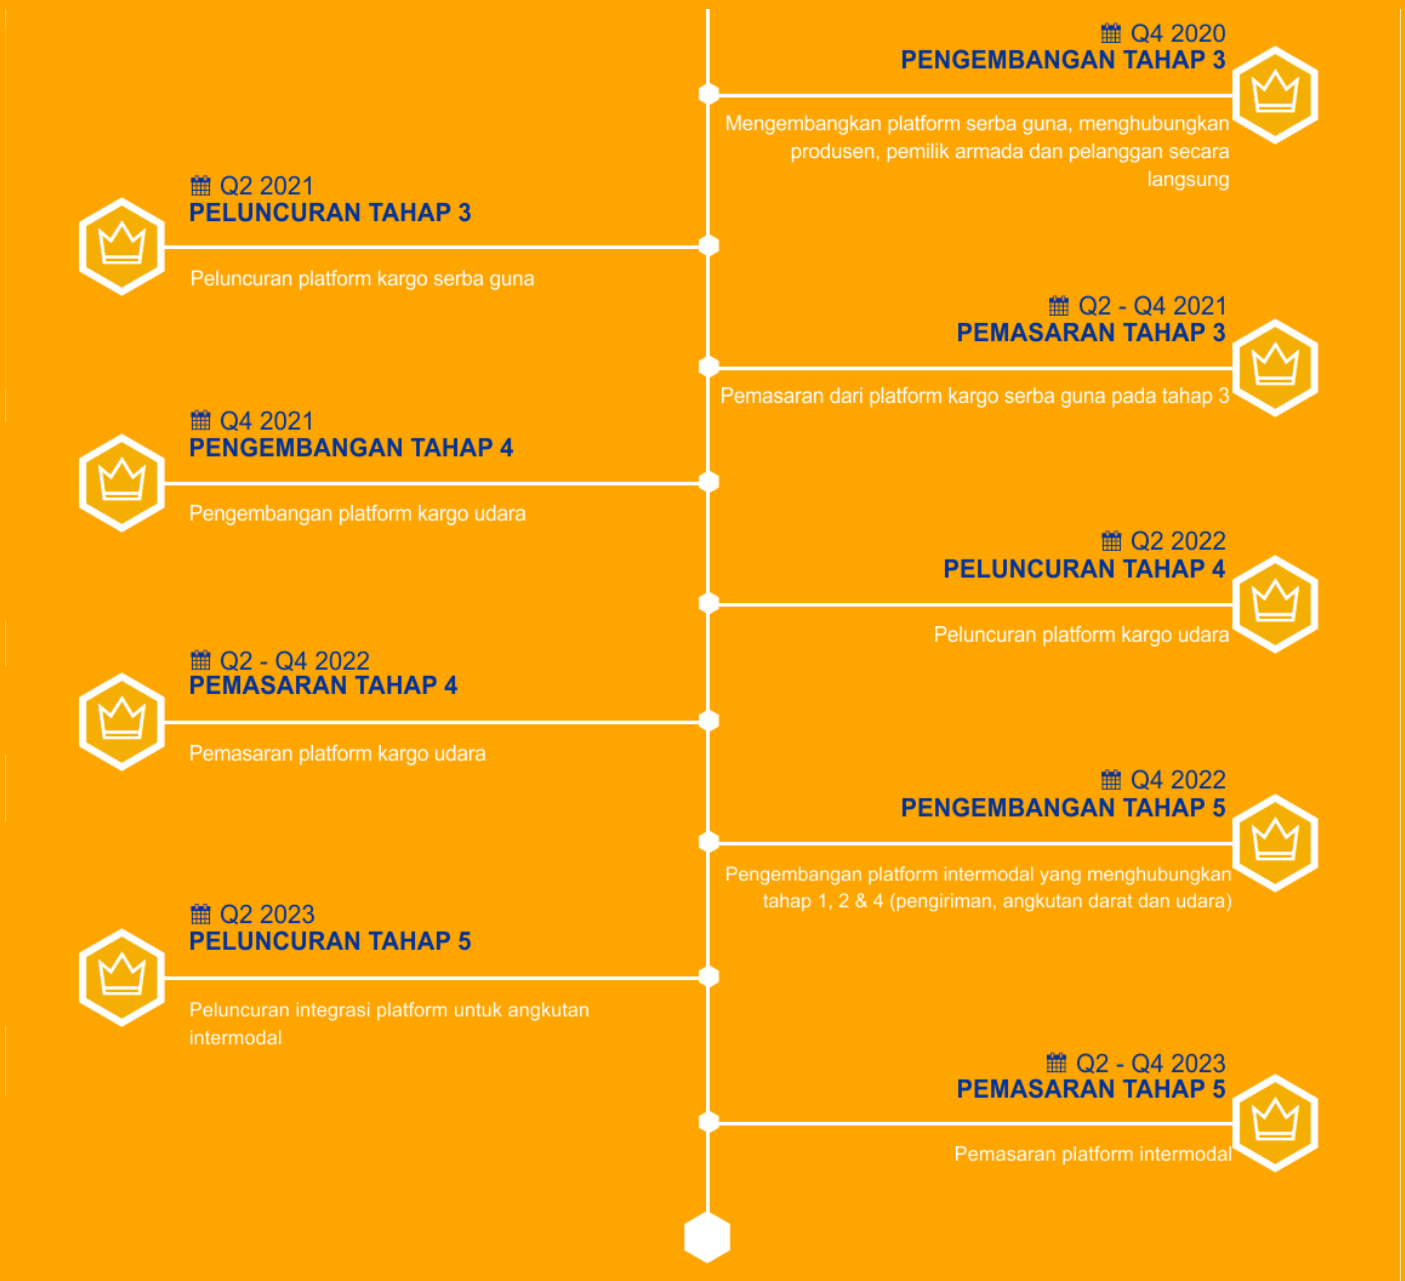 Q4 2020
PENGEMBANGAN TAHAP 3
Mengembangkan platform serba guna, menghubungkan
produsen, pemilik armada dan pelanggan secara
langsung
Q2 2021
PELUNCURAN TAHAP 3
Peluncuran platform kargo serba guna
Q2 - Q4 2021
PEMASARAN TAHAP 3
Pemasaran dari platform kargo serba guna pada tahap 3
Q4 2021
PENGEMBANGAN TAHAP 4
Pengembangan platform kargo udara
Q2 2022
PELUNCURAN TAHAP 4
Peluncuran platform kargo udara
Q2 - Q4 2022
PEMASARAN TAHAP 4
Pemasaran platform kargo udara
Q4 2022
PENGEMBANGAN TAHAP 5
Pengembangan platform intermodal yang menghubungkan
tahap 1, 2 & 4 (pengiriman, angkutan darat dan udara)
Q2 2023
PELUNCURAN TAHAP 5
Peluncuran integrasi platform untuk angkutan
intermodal
Q2 - Q4 2023
PEMASARAN TAHAP 5
Pemasaran platform intermodal